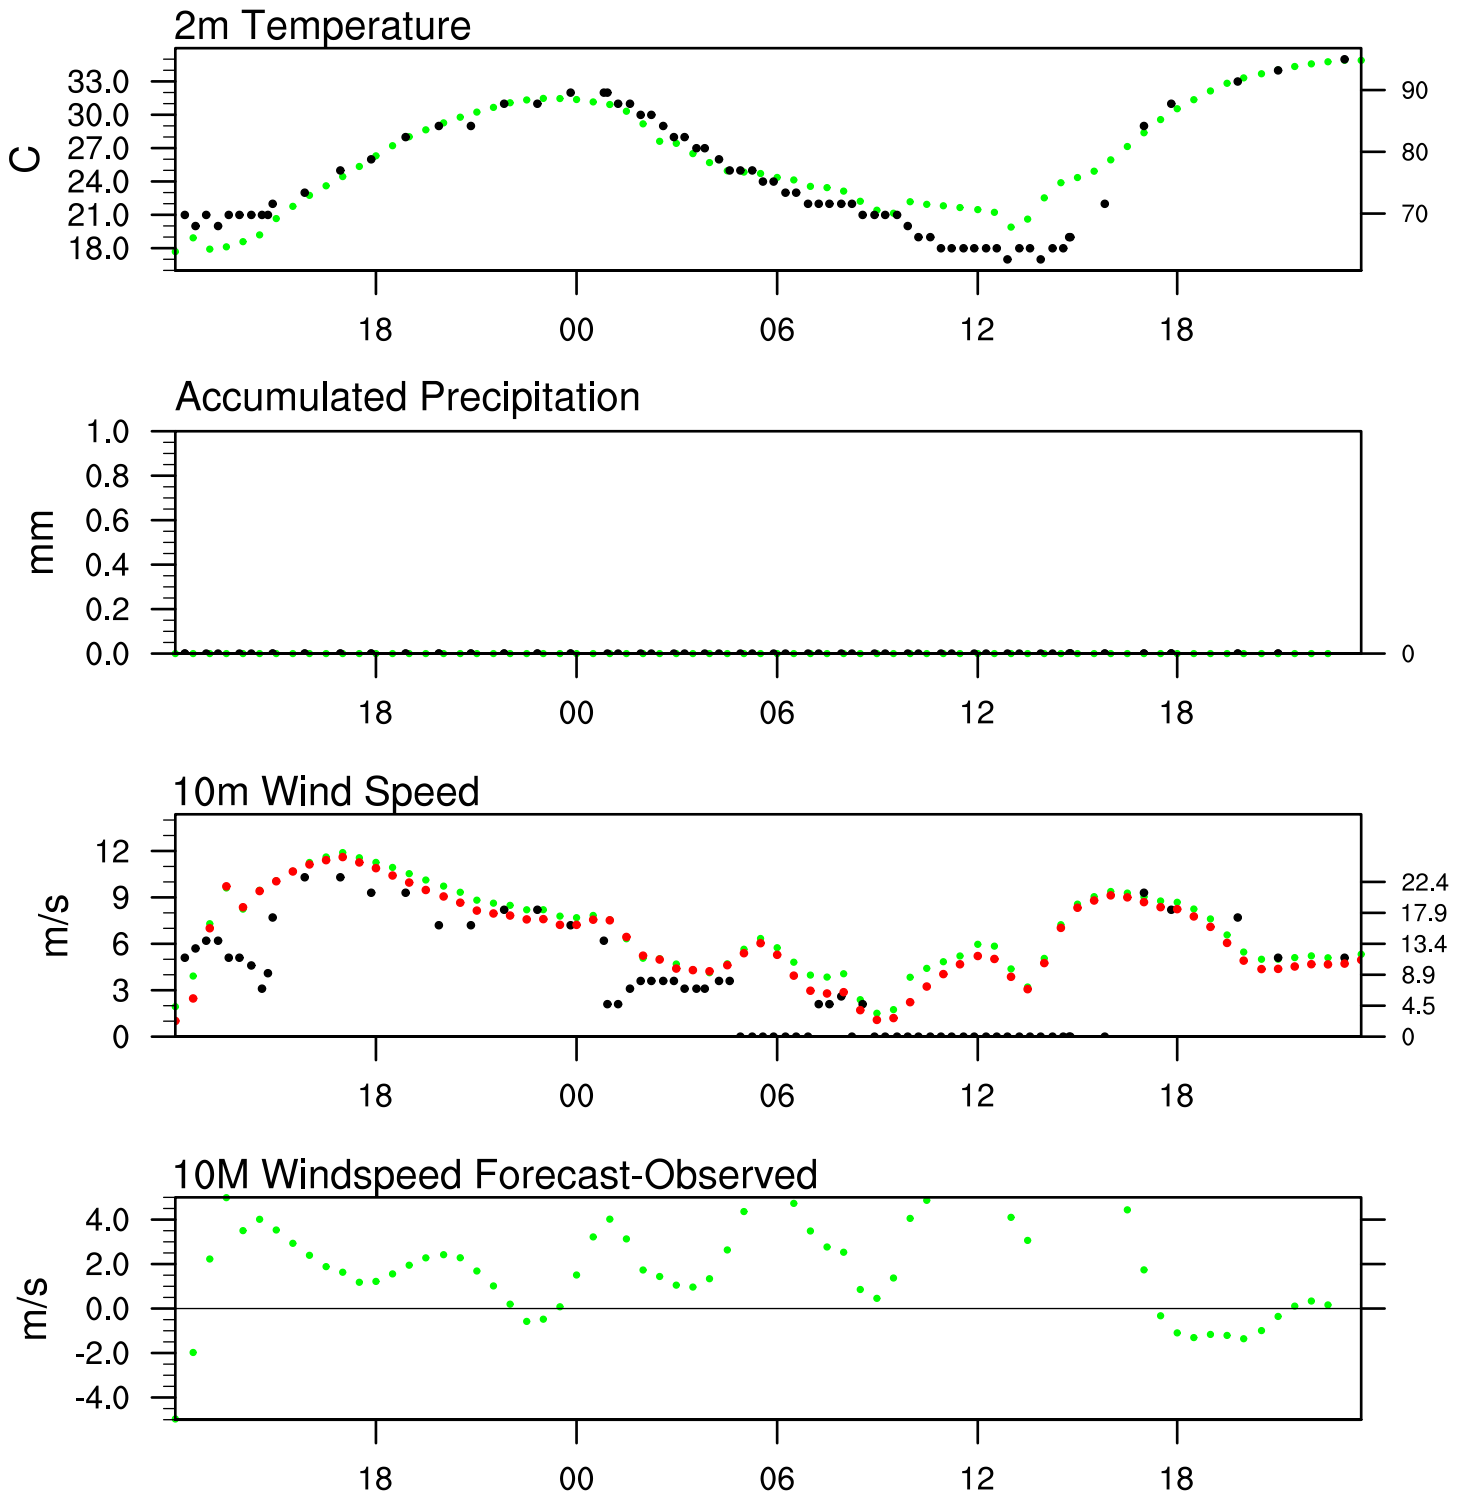 2m Temperature
C
33.0
30.0
27.0
24.0
21.0
18.0
90
80
70
18 00 06 12 18
Accumulated Precipitation
mm
1.0
0.8
0.6
0.4
0.2
0.0
0
18 00 06 12 18
10m Wind Speed
m/s
12
9
6
3
0
22.4
17.9
13.4
8.9
4.5
0
18 00 06 12 18
10M Windspeed Forecast-Observed
m/s
4.0
2.0
0.0
-2.0
-4.0
18 00 06 12 18